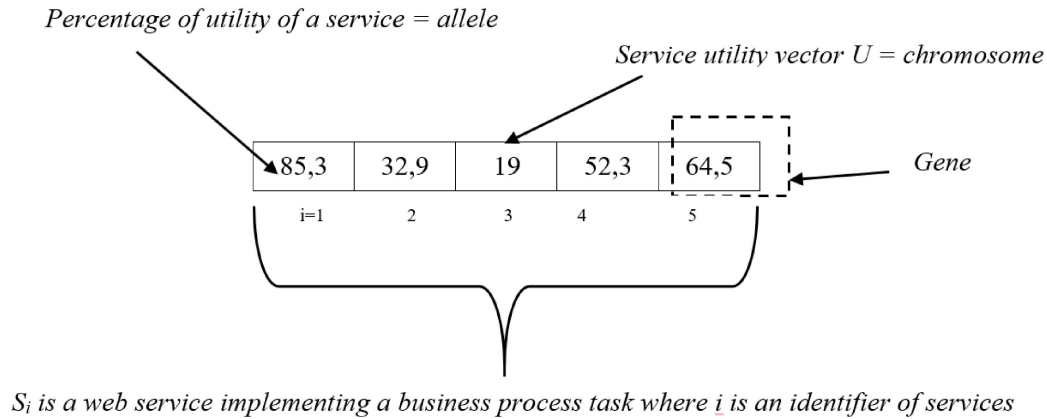 Percentage of utility of a service = allele
Service utility vector U = chromosome
85,3 32,9 19 52,3 64,5
Gene
i=1 2 3 4 5
Si is a web service implementing a business process task where i is an identifier of services